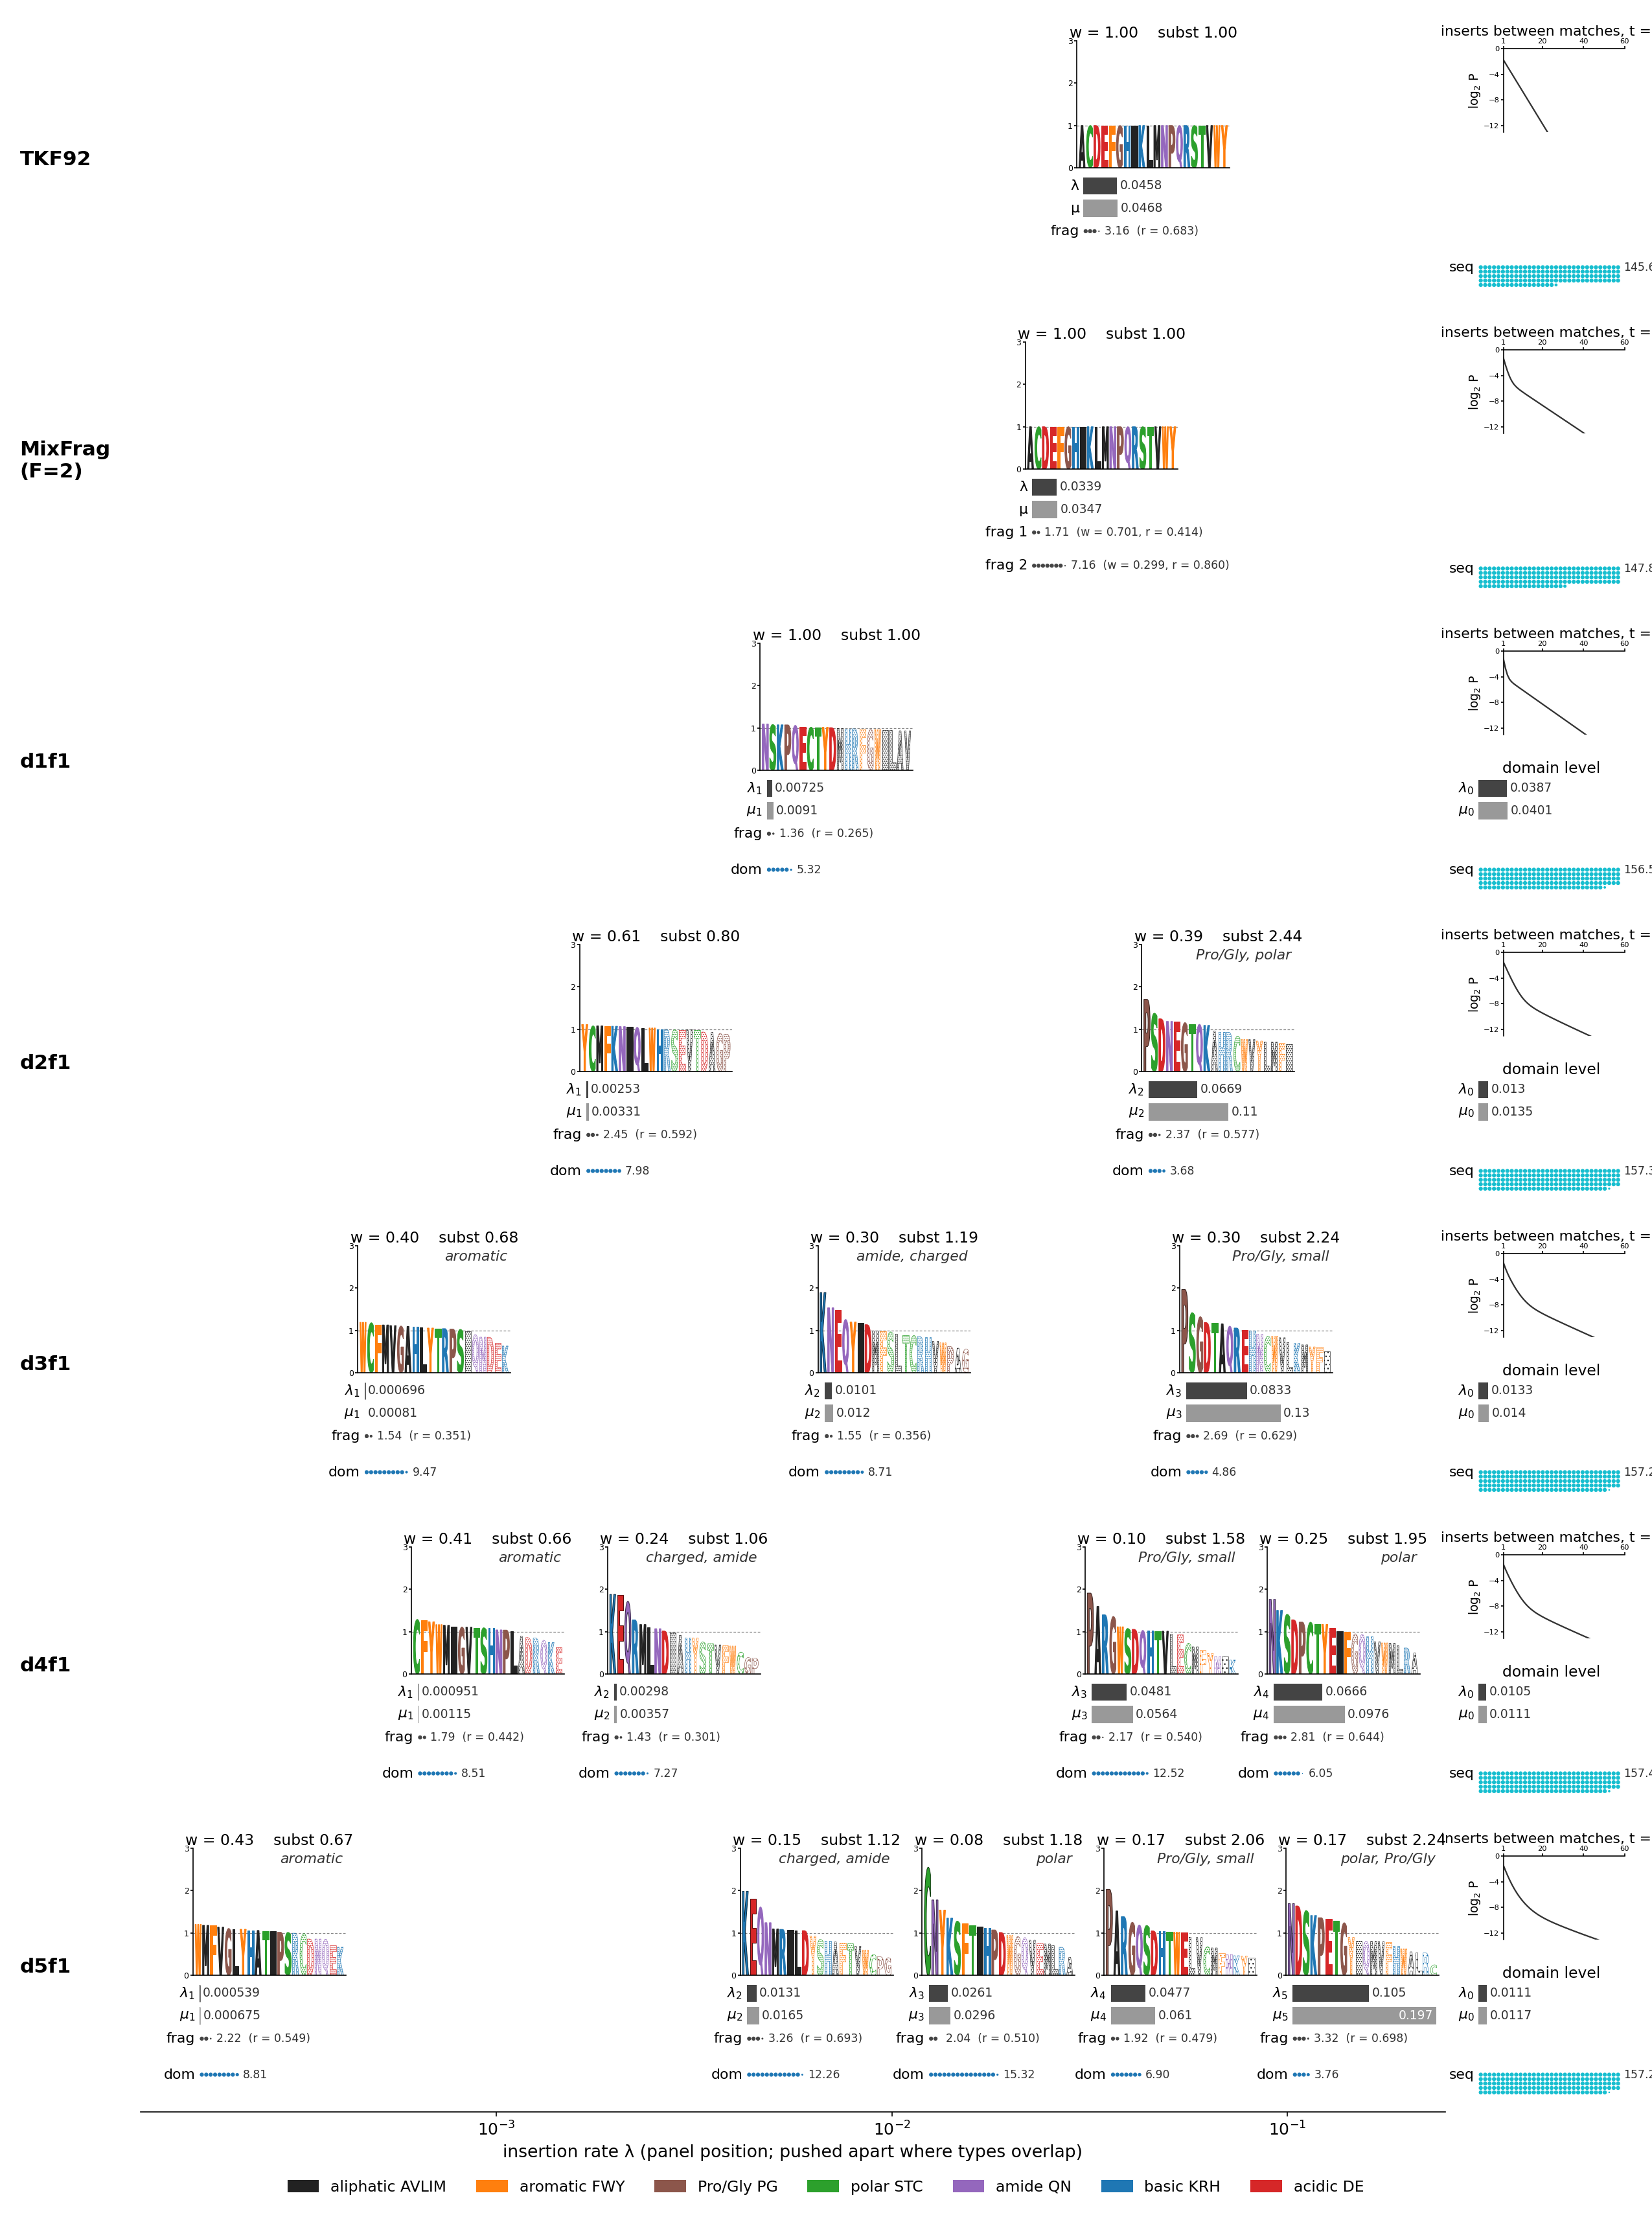 w = 1.00 subst 1.00
inserts between matches, t =
TKF92
λ 0.0458
μ 0.0468
frag 3.16 (r = 0.683)
seq 145.6
w = 1.00 subst 1.00
inserts between matches, t =
MixFrag
(F=2)
λ 0.0339
μ 0.0347
frag 1 1.71 (w = 0.701, r = 0.414)
frag 2 7.16 (w = 0.299, r = 0.860)
seq 147.8
w = 1.00 subst 1.00
inserts between matches, t =
d1f1
domain level
λ1 0.00725 λ0 0.0387
μ1 0.0091 μ0 0.0401
frag 1.36 (r = 0.265)
dom 5.32
seq 156.5
w = 0.61 subst 0.80
w = 0.39 subst 2.44
Pro/Gly, polar
inserts between matches, t =
d2f1
domain level
λ1 0.00253 λ2 0.0669 λ0 0.013
μ1 0.00331 μ2 0.11 μ0 0.0135
frag 2.45 (r = 0.592) frag 2.37 (r = 0.577)
dom 7.98 dom 3.68
seq 157.3
w = 0.40 subst 0.68
aromatic
w = 0.30 subst 1.19
amide, charged
w = 0.30 subst 2.24
Pro/Gly, small
inserts between matches, t =
d3f1
domain level
λ1 0.000696 λ2 0.0101 λ3 0.0833 λ0 0.0133
μ1 0.00081 μ2 0.012 μ3 0.13 μ0 0.014
frag 1.54 (r = 0.351) frag 1.55 (r = 0.356) frag 2.69 (r = 0.629)
dom 9.47 dom 8.71 dom 4.86
seq 157.2
w = 0.41 subst 0.66
aromatic
w = 0.24 subst 1.06
charged, amide
w = 0.10 subst 1.58
Pro/Gly, small
w = 0.25 subst 1.95
polar
inserts between matches, t =
d4f1
domain level
λ1 0.000951 λ2 0.00298 λ3 0.0481 λ4 0.0666 λ0 0.0105
μ1 0.00115 μ2 0.00357 μ3 0.0564 μ4 0.0976 μ0 0.0111
frag 1.79 (r = 0.442) frag 1.43 (r = 0.301) frag 2.17 (r = 0.540) frag 2.81 (r = 0.644)
dom 8.51 dom 7.27 dom 12.52 dom 6.05
seq 157.4
w = 0.43 subst 0.67
aromatic
w = 0.15 subst 1.12
charged, amide
w = 0.08 subst 1.18
polar
w = 0.17 subst 2.06
Pro/Gly, small
w = 0.17 subst 2.24
polar, Pro/Gly
inserts between matches, t =
d5f1
domain level
λ1 0.000539 λ2 0.0131 λ3 0.0261 λ4 0.0477 λ5 0.105 λ0 0.0111
μ1 0.000675 μ2 0.0165 μ3 0.0296 μ4 0.061 μ5 0.197 μ0 0.0117
frag 2.22 (r = 0.549) frag 3.26 (r = 0.693) frag 2.04 (r = 0.510) frag 1.92 (r = 0.479) frag 3.32 (r = 0.698)
dom 8.81 dom 12.26 dom 15.32 dom 6.90 dom 3.76
seq 157.2
10⁻³ 10⁻² 10⁻¹
insertion rate λ (panel position; pushed apart where types overlap)
aliphatic AVLIM aromatic FWY Pro/Gly PG polar STC amide QN basic KRH acidic DE